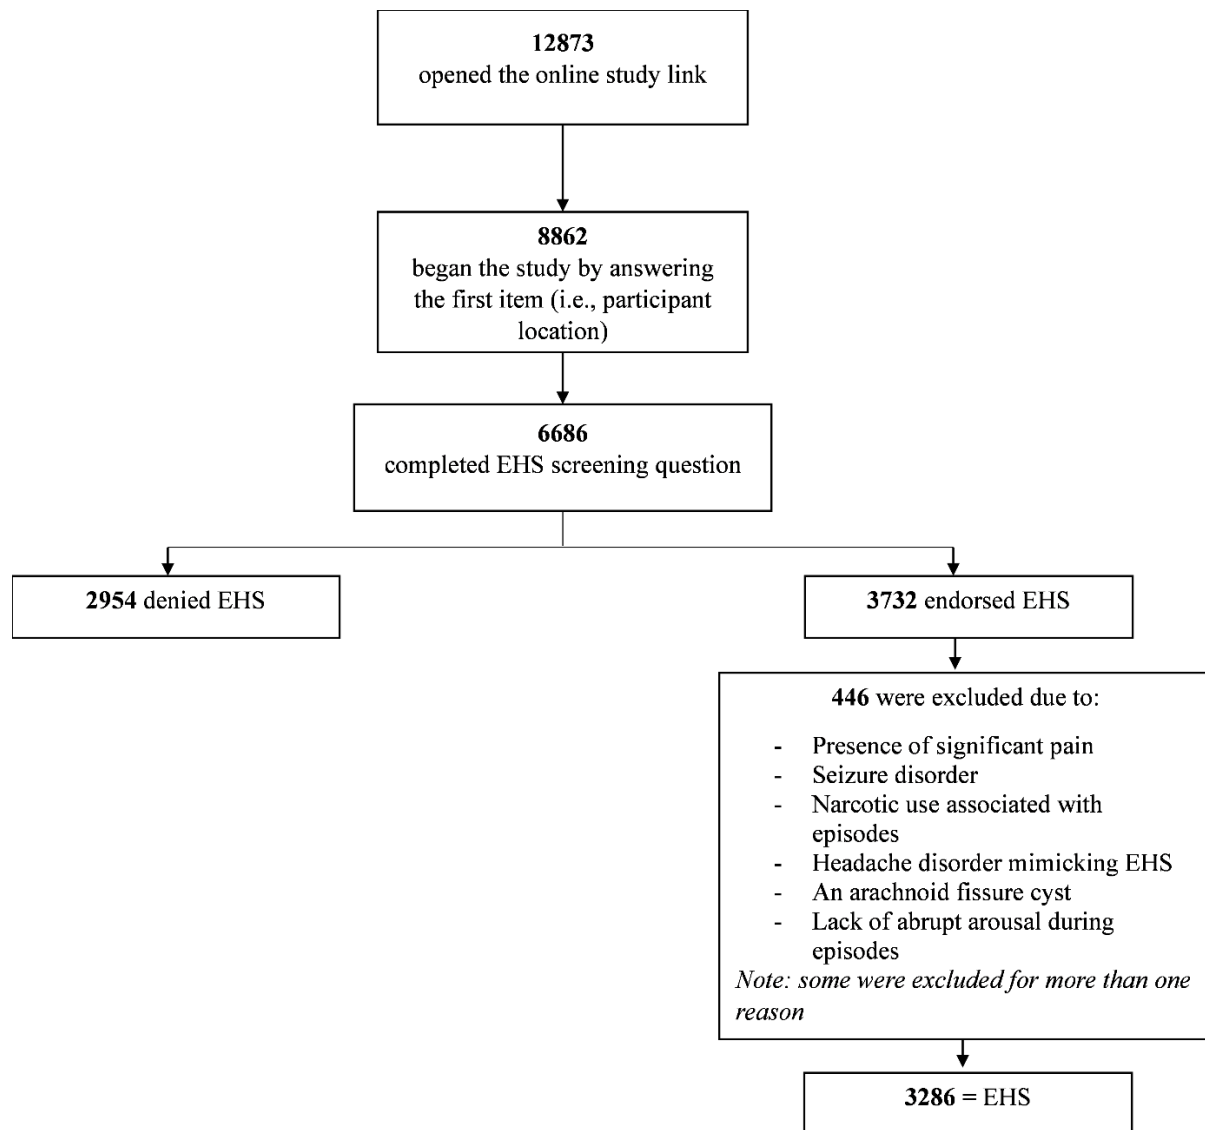 12873
opened the online study link
8862
began the study by answering
the first item (i.e., participant
location)
6686
completed EHS screening question
2954 denied EHS
3732 endorsed EHS
446 were excluded due to:
- Presence of significant pain
- Seizure disorder
- Narcotic use associated with
episodes
- Headache disorder mimicking EHS
- An arachnoid fissure cyst
- Lack of abrupt arousal during
episodes
Note: some were excluded for more than one
reason
3286 = EHS